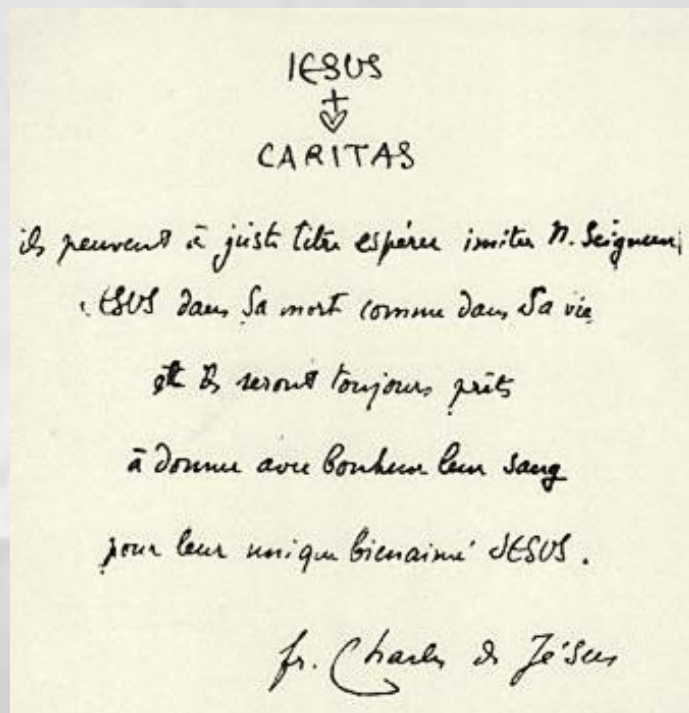 IESUS
CARITAS
ils peuvent à juste titre espérer imiter N. Seigneur
JESUS dans Sa mort comme dans Sa vie
et ils seront toujours prêts
à donner avec bonheur leur sang
pour leur unique bienaimé JESUS.
fr. Charles de Jésus